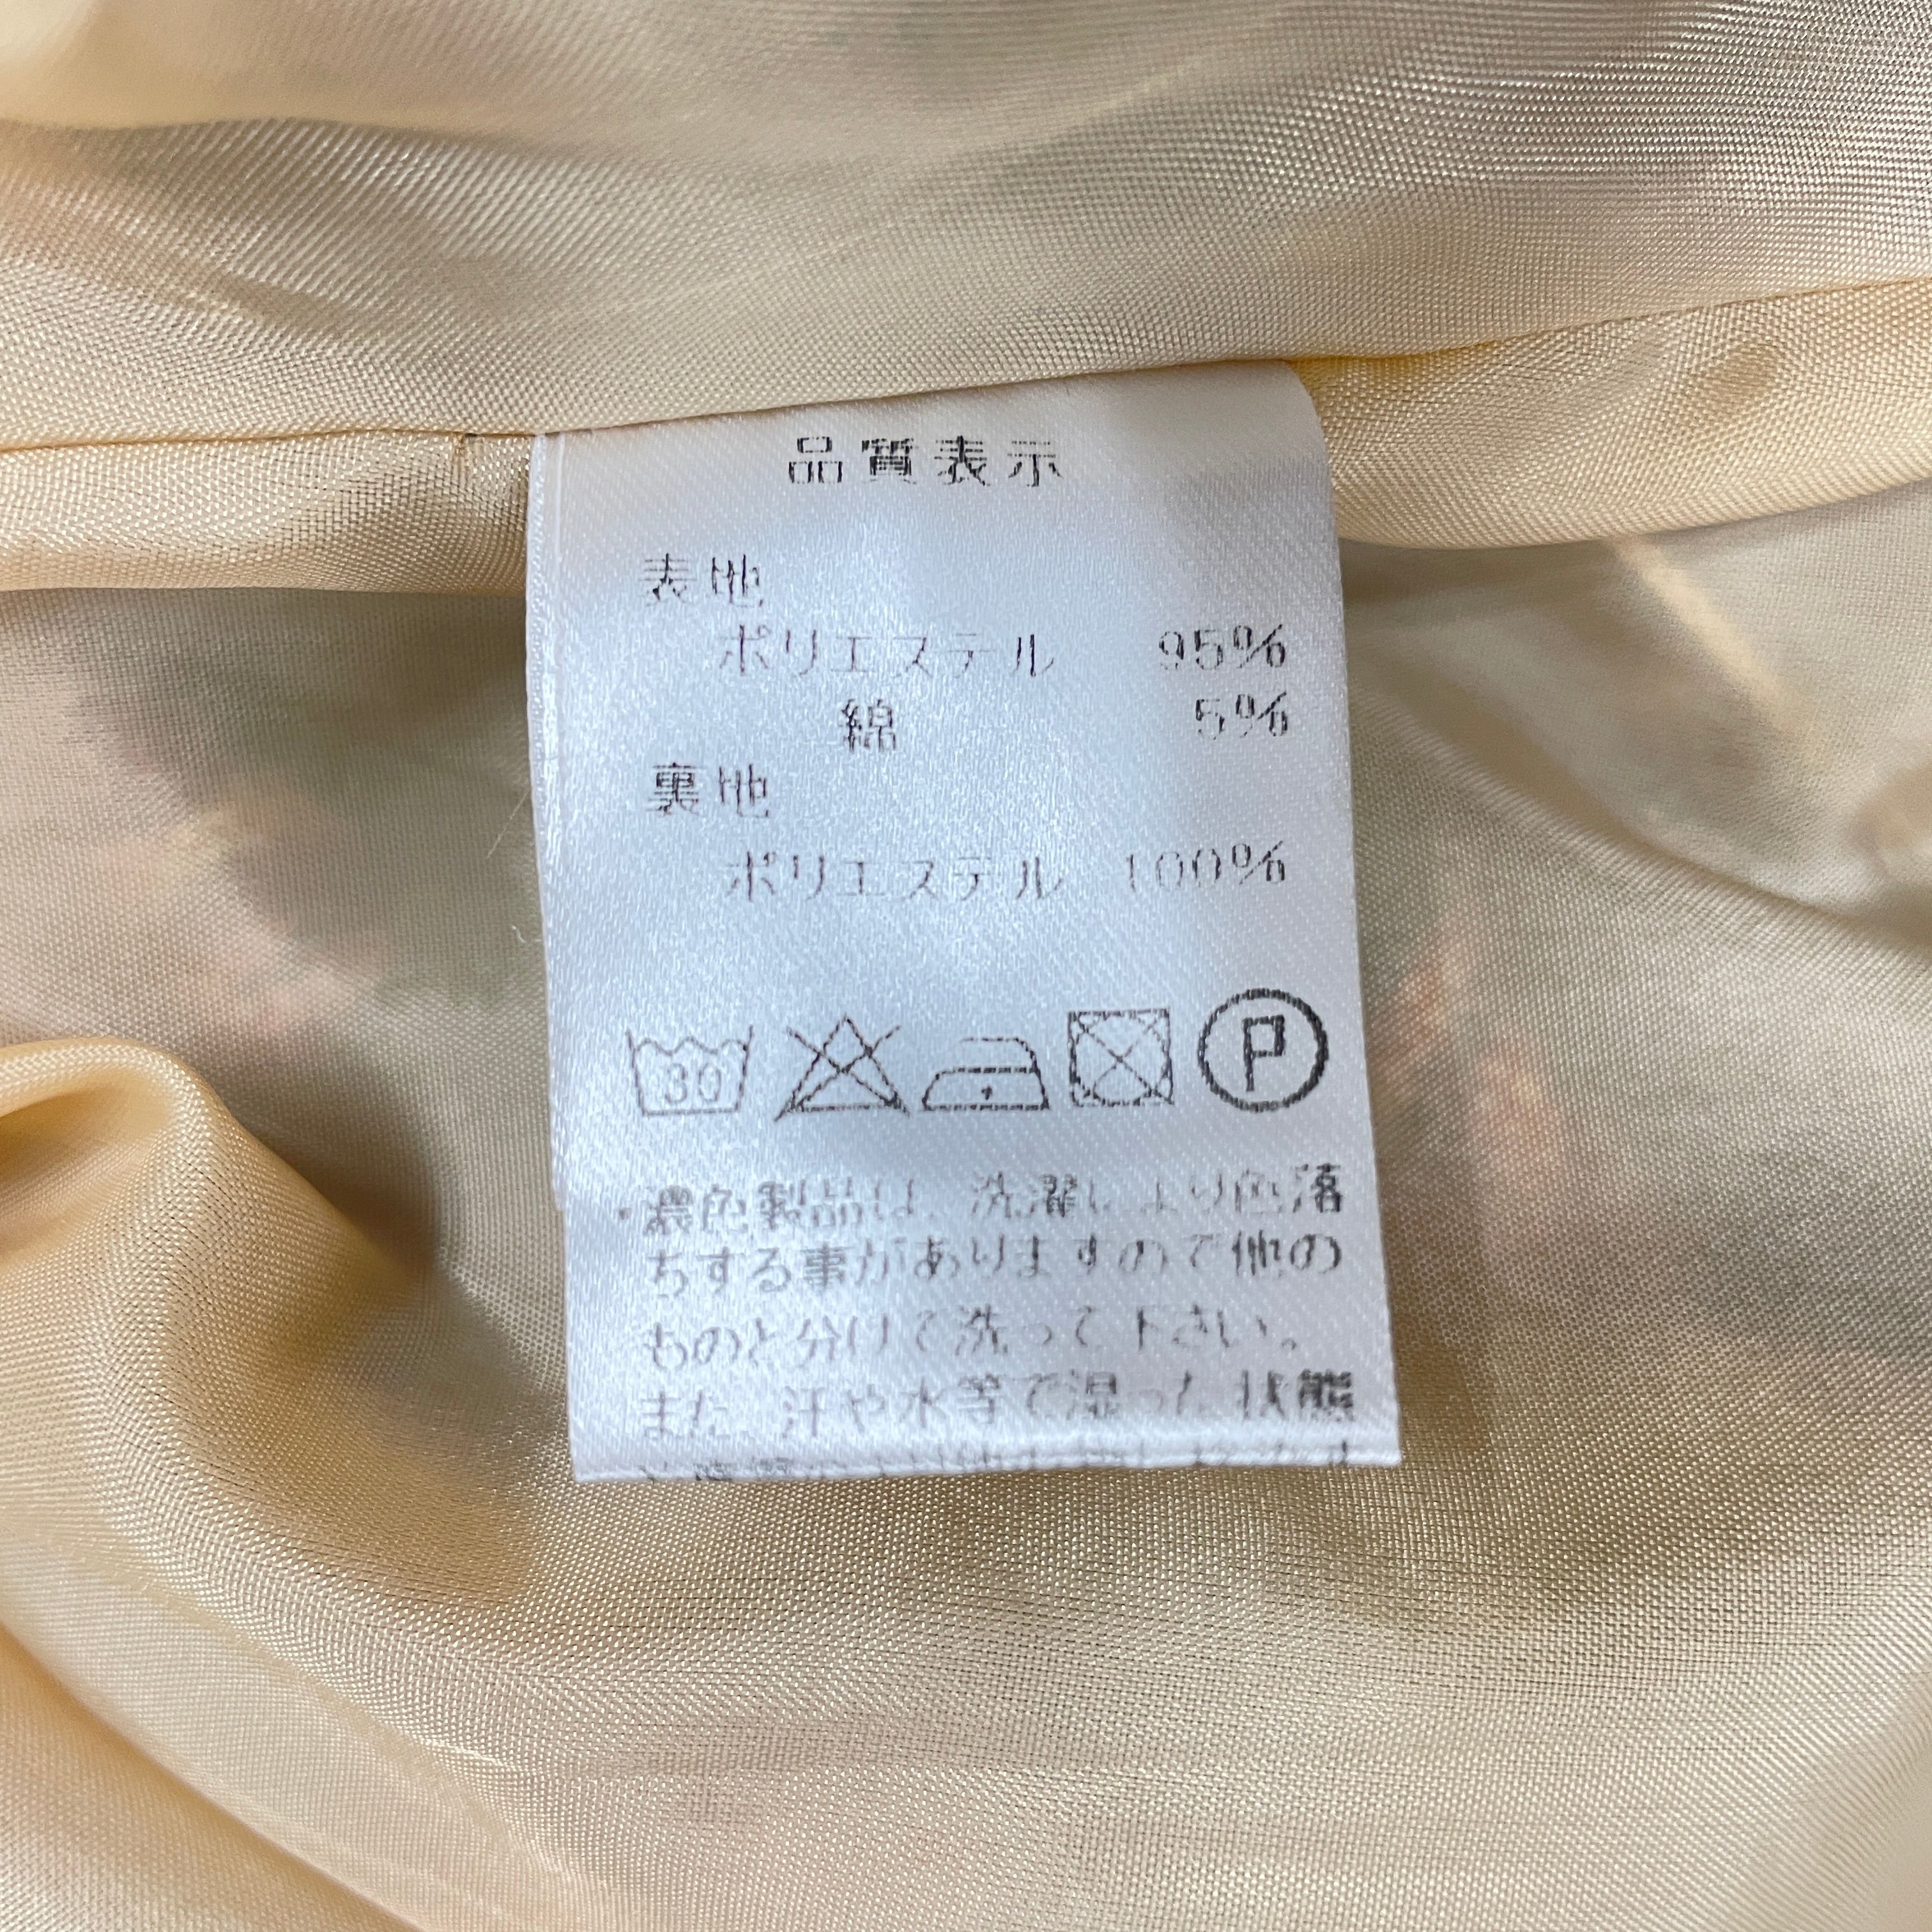 品質表示
表地
ポリエステル 95%
綿 5%
裏地
ポリエステル 100%
30 P
・濃色製品は、洗濯により色落
ちする事がありますので他の
ものと分けて洗って下さい。
また、汗や水等で湿った状態